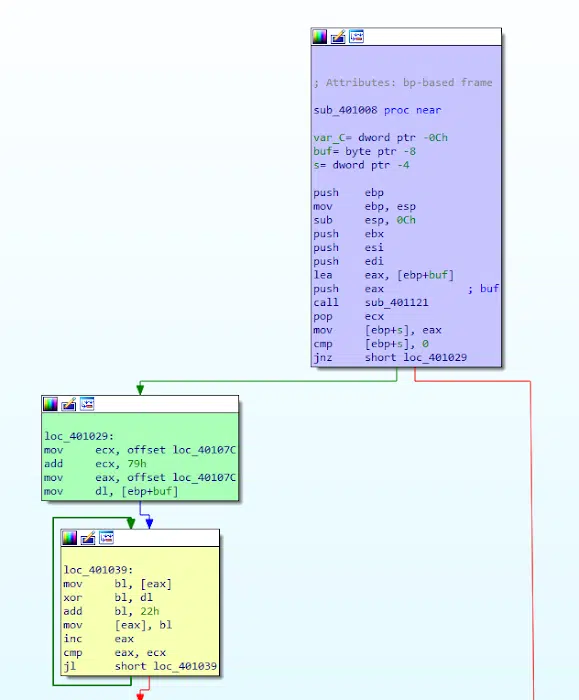 ; Attributes: bp-based frame
sub_401008 proc near
var_C= dword ptr -0Ch
buf= byte ptr -8
s= dword ptr -4
push ebp
mov ebp, esp
sub esp, 0Ch
push ebx
push esi
push edi
lea eax, [ebp+buf]
push eax ; buf
call sub_401121
pop ecx
mov [ebp+s], eax
cmp [ebp+s], 0
jnz short loc_401029
loc_401029:
mov ecx, offset loc_40107C
add ecx, 79h
mov eax, offset loc_40107C
mov dl, [ebp+buf]
loc_401039:
mov bl, [eax]
xor bl, dl
add bl, 22h
mov [eax], bl
inc eax
cmp eax, ecx
jl short loc_401039